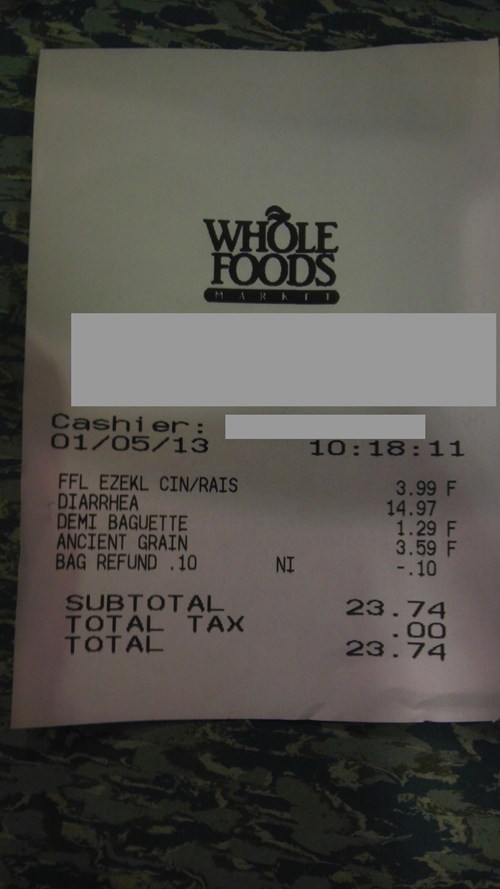 WHOLE
FOODS
MARKET
Cashier:
01/05/13 10:18:11
FFL EZEKL CIN/RAIS 3.99 F
DIARRHEA 14.97
DEMI BAGUETTE 1.29 F
ANCIENT GRAIN 3.59 F
BAG REFUND .10 NI -.10
SUBTOTAL 23.74
TOTAL TAX .00
TOTAL 23.74